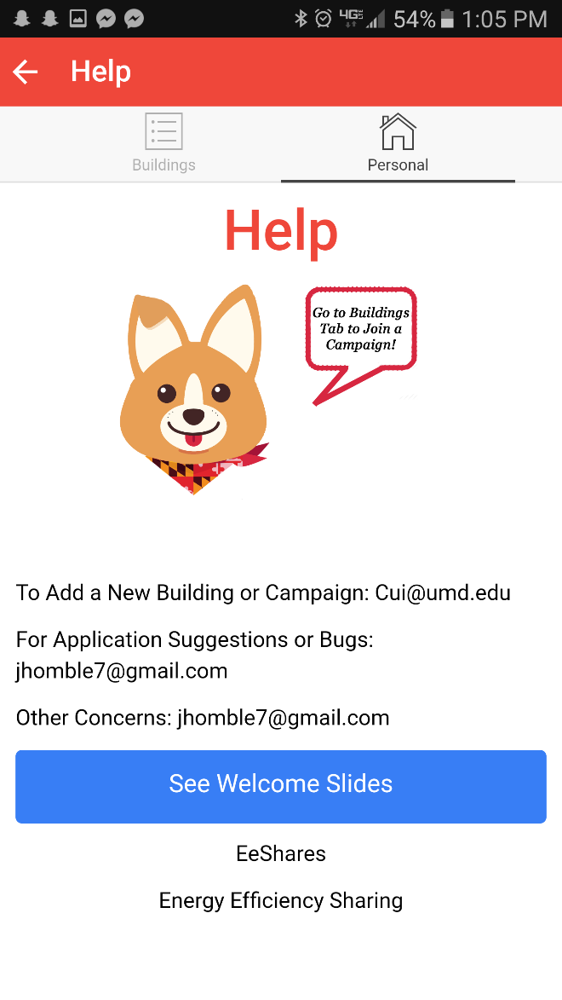 4G 54% 1:05 PM
Help
Buildings
Personal
Help
Go to Buildings
Tab to Join a
Campaign!
To Add a New Building or Campaign: Cui@umd.edu
For Application Suggestions or Bugs:
jhomble7@gmail.com
Other Concerns: jhomble7@gmail.com
See Welcome Slides
EeShares
Energy Efficiency Sharing